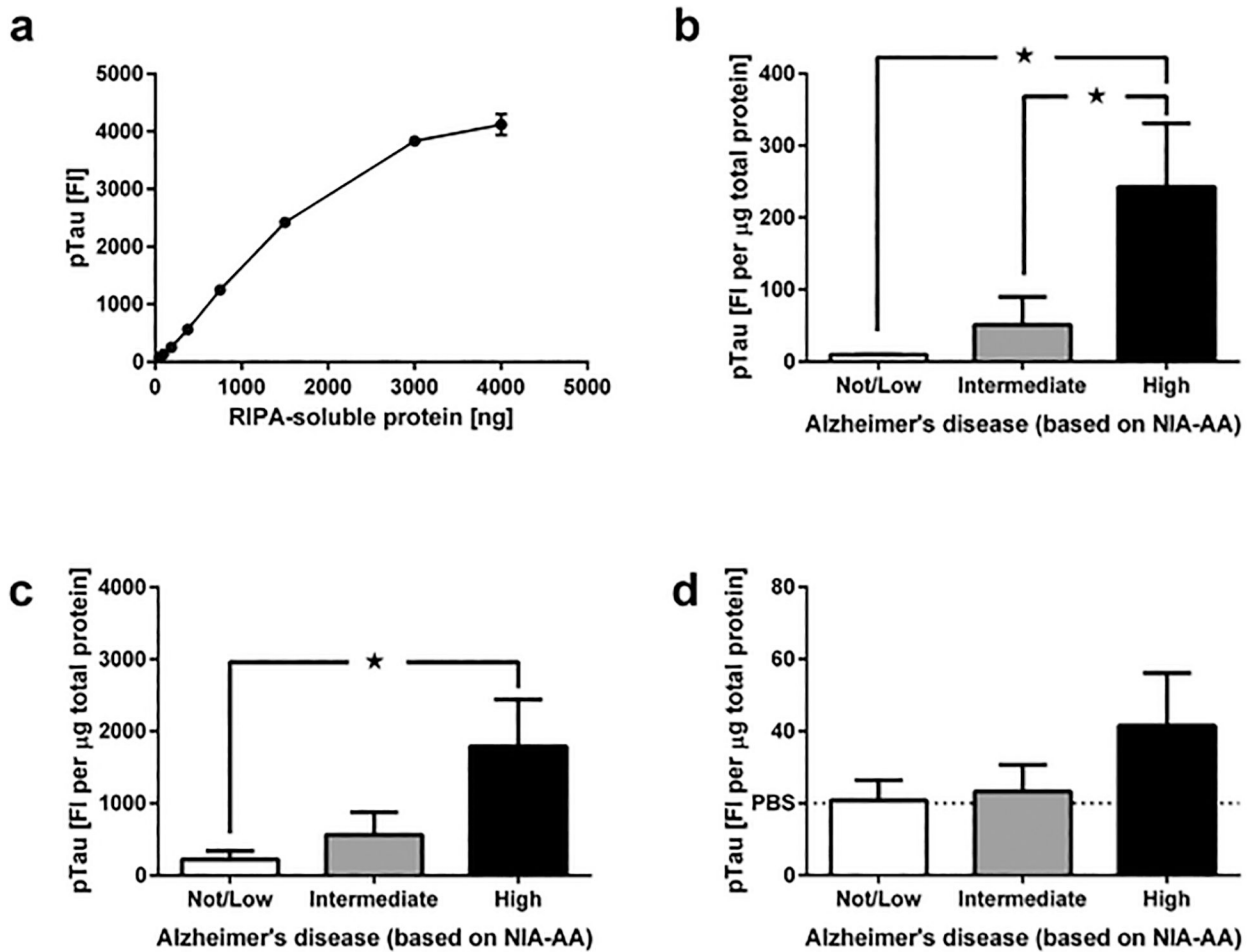 a
5000
4000
3000
2000
1000
0
pTau [FI]
0 1000 2000 3000 4000 5000
RIPA-soluble protein [ng]
b
400
300
200
100
0
pTau [FI per µg total protein]
★
★
Not/Low Intermediate High
Alzheimer's disease (based on NIA-AA)
c
4000
3000
2000
1000
0
pTau [FI per µg total protein]
★
Not/Low Intermediate High
Alzheimer's disease (based on NIA-AA)
d
80
60
40
PBS
0
pTau [FI per µg total protein]
Not/Low Intermediate High
Alzheimer's disease (based on NIA-AA)